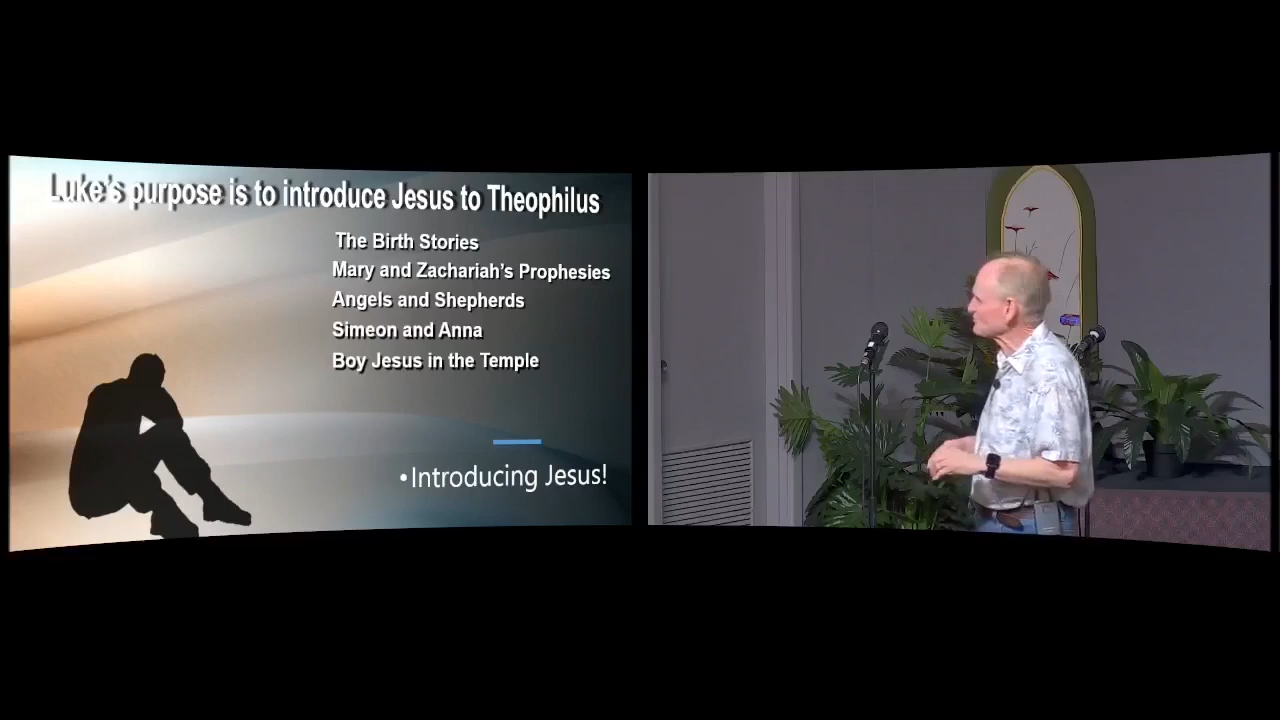 Luke's purpose is to introduce Jesus to Theophilus
The Birth Stories
Mary and Zachariah's Prophesies
Angels and Shepherds
Simeon and Anna
Boy Jesus in the Temple
•Introducing Jesus!